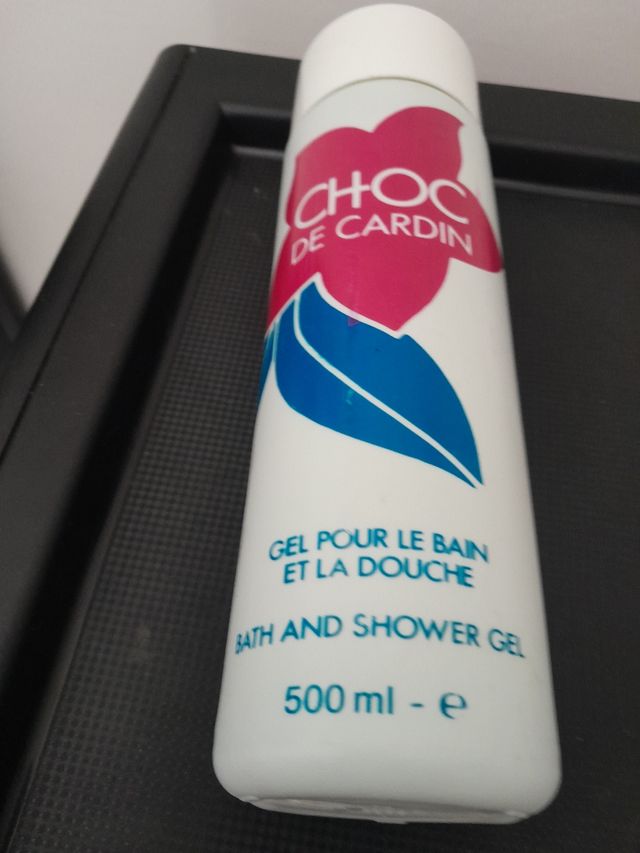 CHOC
DE CARDIN
GEL POUR LE BAIN
ET LA DOUCHE
BATH AND SHOWER GEL
500 ml - ℮